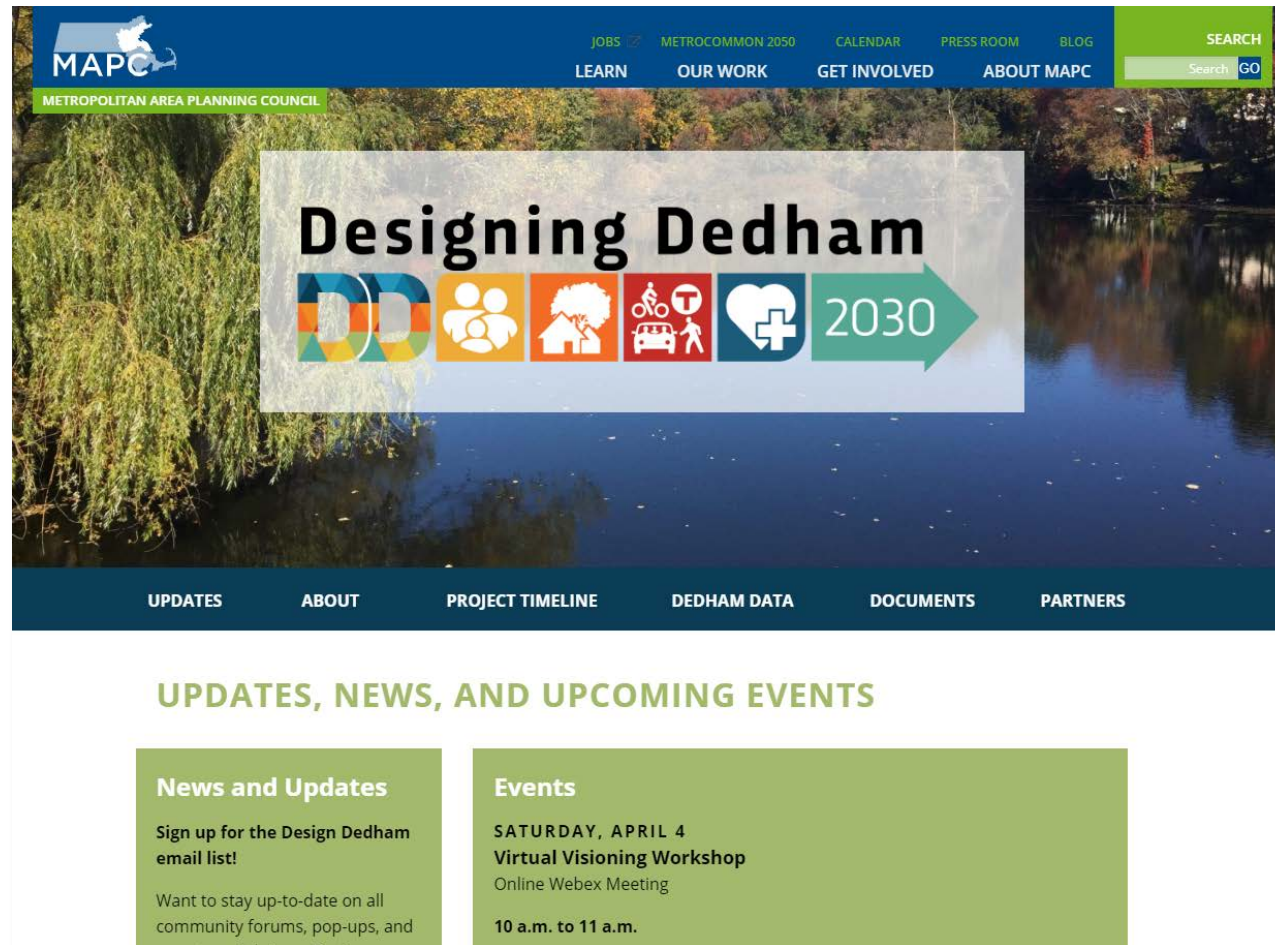 MAPC
METROPOLITAN AREA PLANNING COUNCIL
JOBS METROCOMMON 2050 CALENDAR PRESS ROOM BLOG
LEARN OUR WORK GET INVOLVED ABOUT MAPC
SEARCH
Search GO
Designing Dedham
DD T 2030
UPDATES ABOUT PROJECT TIMELINE DEDHAM DATA DOCUMENTS PARTNERS
UPDATES, NEWS, AND UPCOMING EVENTS
News and Updates
Sign up for the Design Dedham
email list!
Want to stay up-to-date on all
community forums, pop-ups, and
Events
SATURDAY, APRIL 4
Virtual Visioning Workshop
Online Webex Meeting
10 a.m. to 11 a.m.